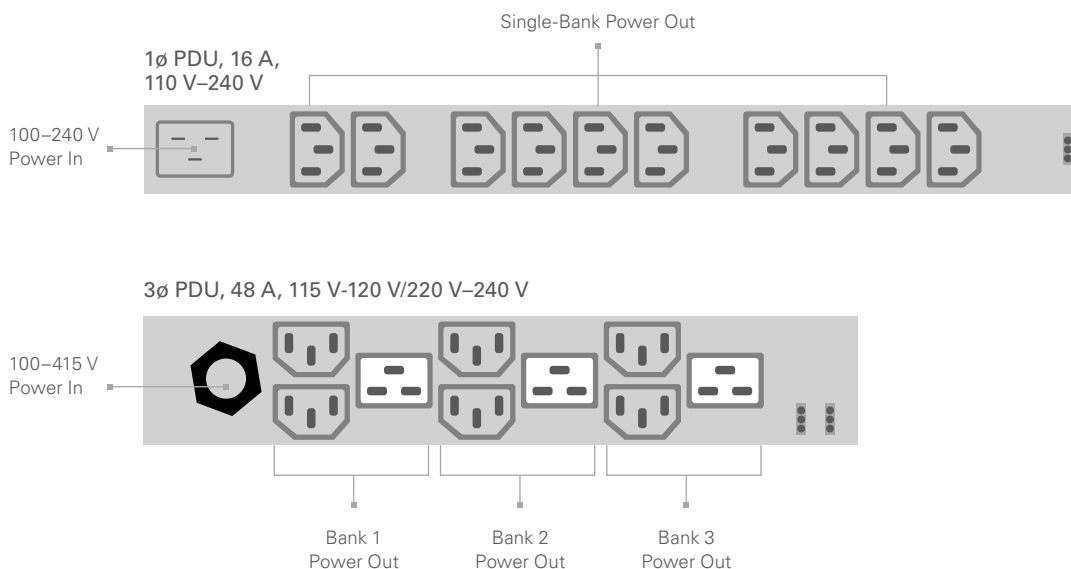 Single-Bank Power Out
1ø PDU, 16 A,
110 V–240 V
100–240 V
Power In
3ø PDU, 48 A, 115 V-120 V/220 V–240 V
100–415 V
Power In
Bank 1
Power Out
Bank 2
Power Out
Bank 3
Power Out